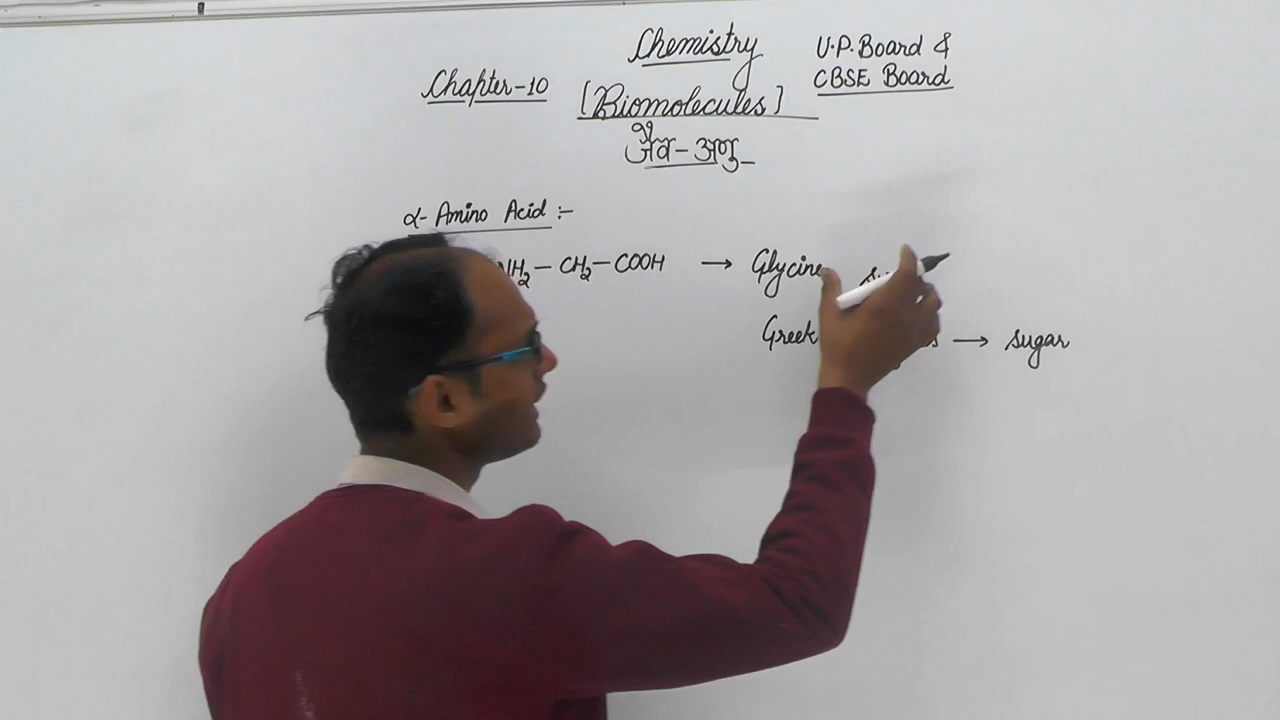 Chemistry
U.P. Board &
CBSE Board
Chapter-10
[Biomolecules]
जैव-अणु
α- Amino Acid :-
NH₂ – CH₂ – COOH → Glycine
Greek → sugar